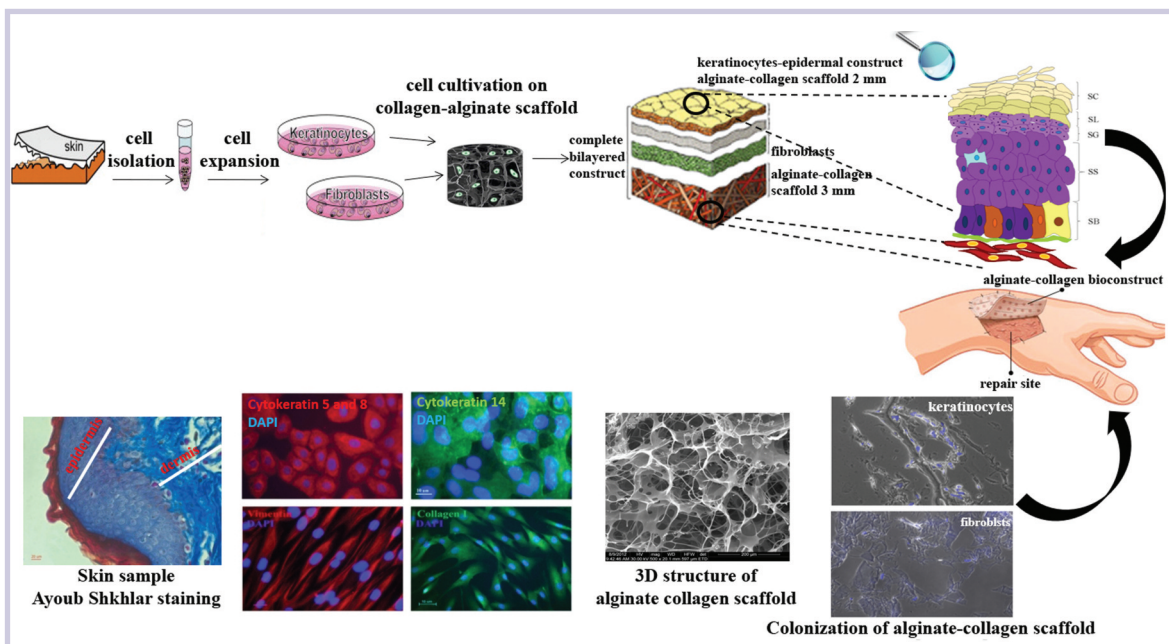 skin
cell
isolation
cell
expansion
Keratinocytes
Fibroblasts
cell cultivation on
collagen-alginate scaffold
complete
bilayered
construct
keratinocytes-epidermal construct
alginate-collagen scaffold 2 mm
fibroblasts
alginate-collagen
scaffold 3 mm
SC
SL
SG
SS
SB
alginate-collagen bioconstruct
repair site
epidermie
dermis
Skin sample
Ayoub Shkhlar staining
Cytokeratin 5 and 8
DAPI
Cytokeratin 14
DAPI
Vimentin
DAPI
Collagen I
DAPI
200 µm
3D structure of
alginate collagen scaffold
keratinocytes
fibroblsts
Colonization of alginate-collagen scaffold